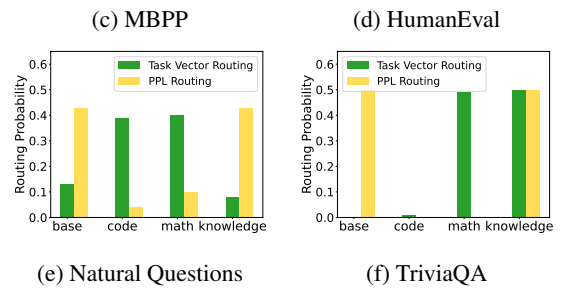 (c) MBPP
(d) HumanEval
Routing Probability
0.6
0.5
0.4
0.3
0.2
0.1
0.0
Task Vector Routing
PPL Routing
base code math knowledge
Routing Probability
0.6
0.5
0.4
0.3
0.2
0.1
0.0
Task Vector Routing
PPL Routing
base code math knowledge
(e) Natural Questions
(f) TriviaQA